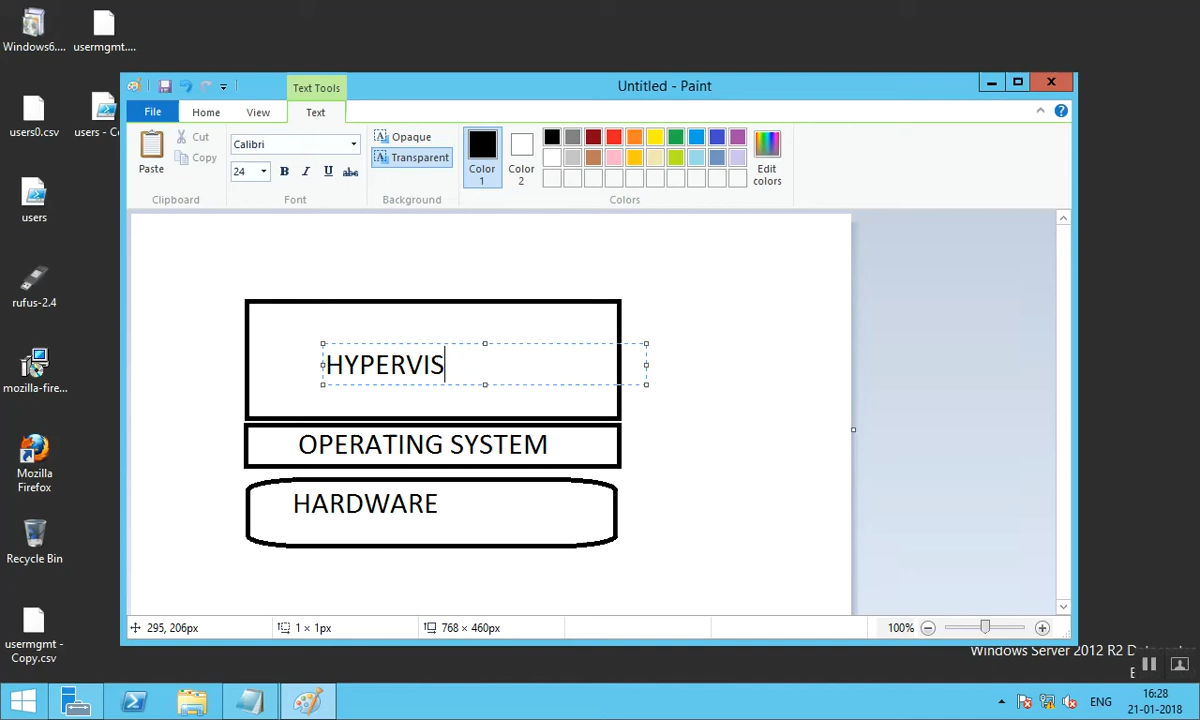 Windows6....
usermgmt....
users0.csv
users - Co
users
rufus-2.4
mozilla-fire...
Mozilla
Firefox
Recycle Bin
usermgmt -
Copy.csv
Text Tools
Untitled - Paint
File
Home
View
Text
Paste
Cut
Copy
Clipboard
Calibri
24
B I U abc
Font
Opaque
Transparent
Background
Color
1
Color
2
Edit
colors
Colors
HYPERVIS
OPERATING SYSTEM
HARDWARE
295, 206px
1 × 1px
768 × 460px
100%
Windows Server 2012 R2
ENG
16:28
21-01-2018